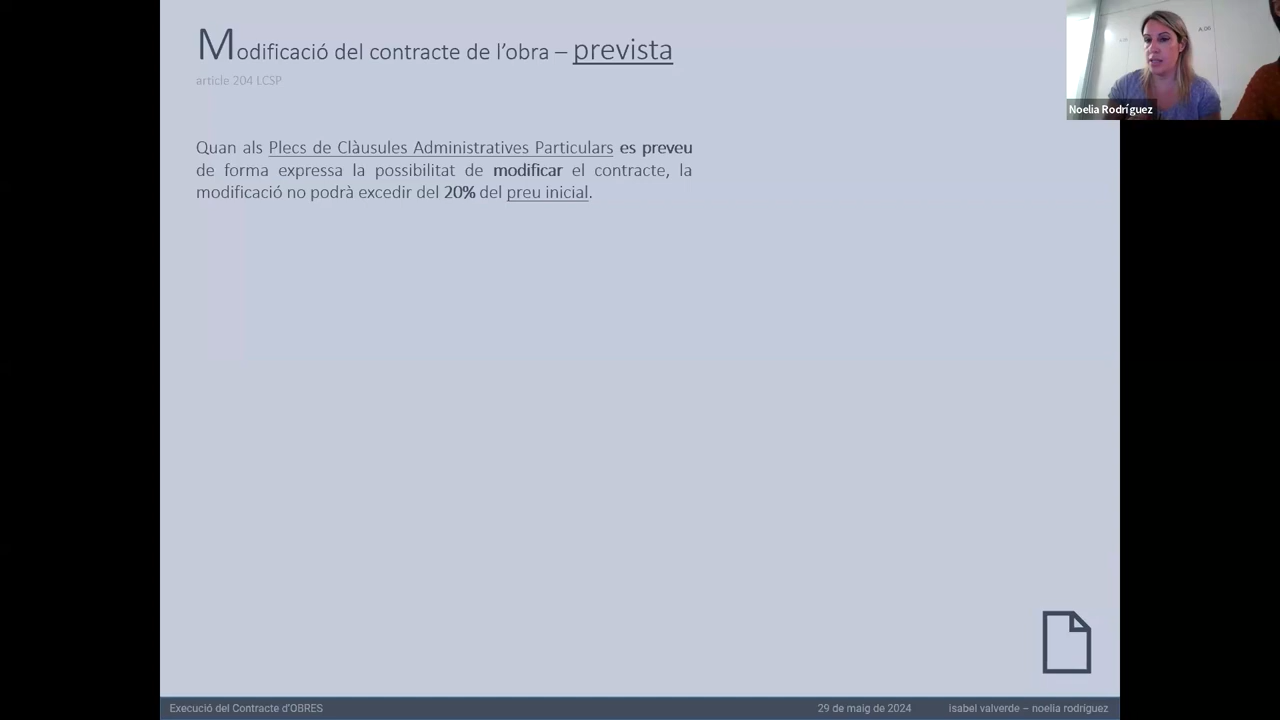 Modificació del contracte de l'obra – prevista
article 204 LCSP
Noelia Rodríguez
Quan als Plecs de Clàusules Administratives Particulars es preveu
de forma expressa la possibilitat de modificar el contracte, la
modificació no podrà excedir del 20% del preu inicial.
Execució del Contracte d'OBRES
29 de maig de 2024
isabel valverde – noelia rodríguez